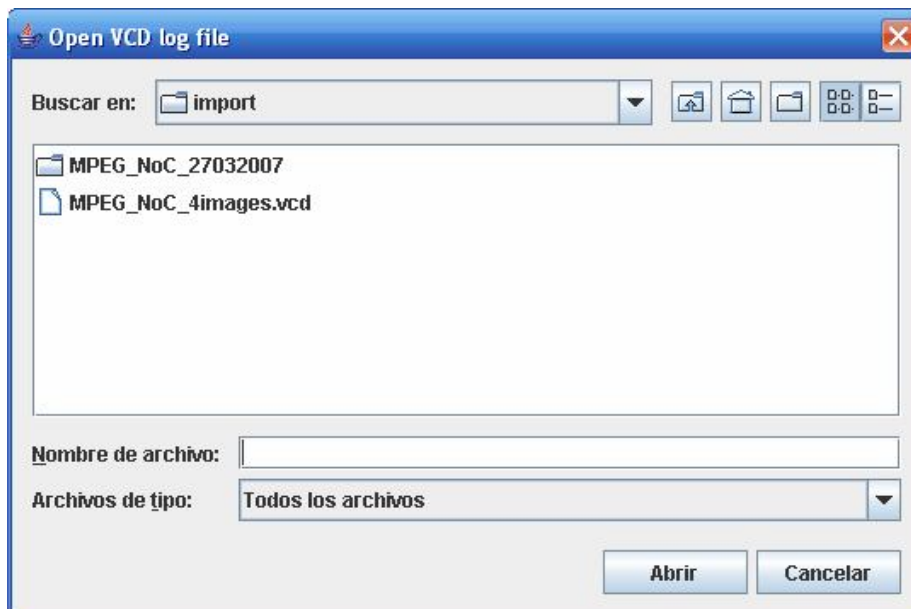 Open VCD log file
Buscar en: import
MPEG_NoC_27032007
MPEG_NoC_4images.vcd
Nombre de archivo:
Archivos de tipo: Todos los archivos
Abrir Cancelar